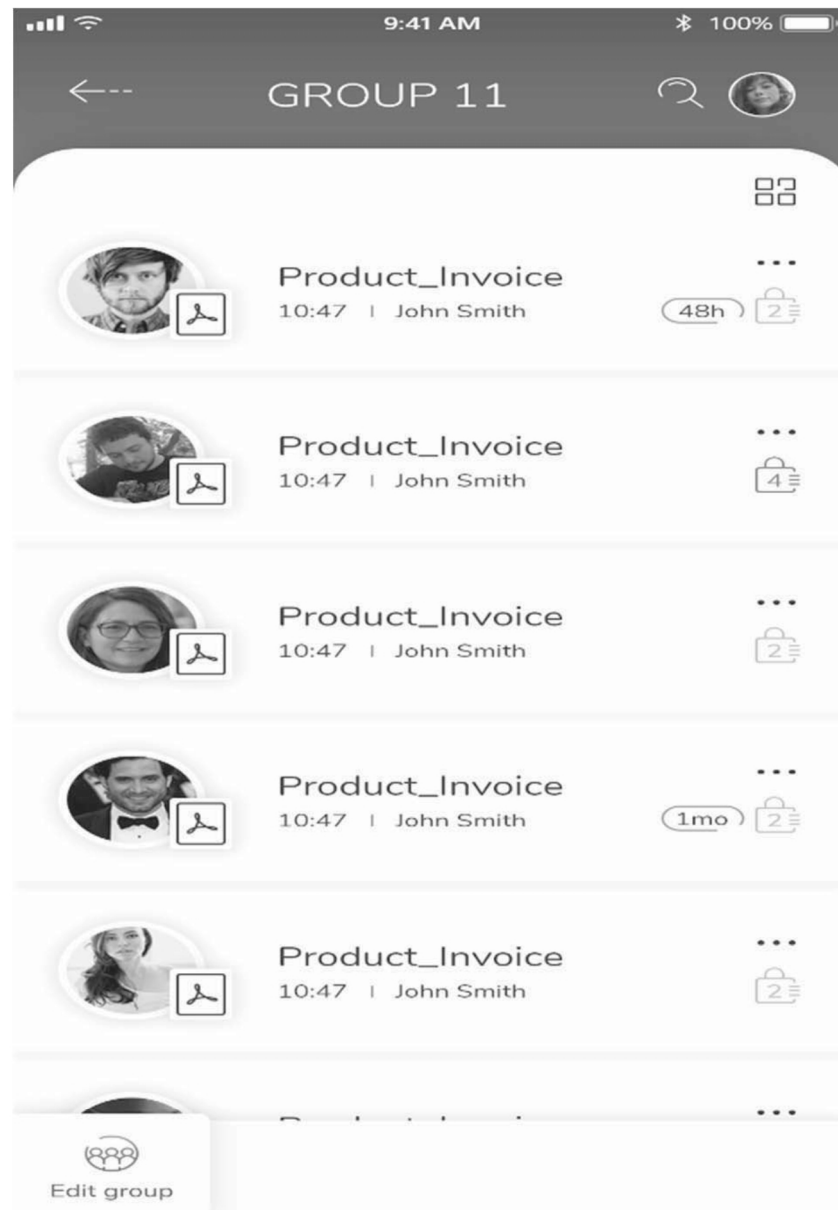 9:41 AM 100%
GROUP 11
Product_Invoice
10:47 | John Smith 48h 2
Product_Invoice
10:47 | John Smith 4
Product_Invoice
10:47 | John Smith 2
Product_Invoice
10:47 | John Smith 1mo 2
Product_Invoice
10:47 | John Smith 2
Edit group